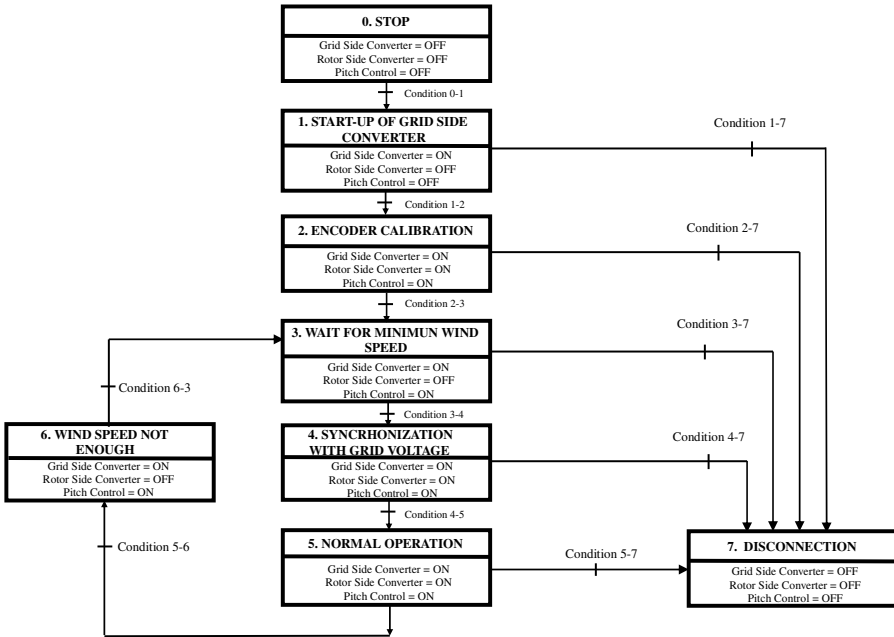 0. STOP
Grid Side Converter = OFF
Rotor Side Converter = OFF
Pitch Control = OFF
Condition 0-1
1. START-UP OF GRID SIDE
CONVERTER
Grid Side Converter = ON
Rotor Side Converter = OFF
Pitch Control = OFF
Condition 1-7
Condition 1-2
2. ENCODER CALIBRATION
Grid Side Converter = ON
Rotor Side Converter = ON
Pitch Control = ON
Condition 2-7
Condition 2-3
3. WAIT FOR MINIMUN WIND
SPEED
Grid Side Converter = ON
Rotor Side Converter = OFF
Pitch Control = ON
Condition 3-7
Condition 6-3
Condition 3-4
6. WIND SPEED NOT
ENOUGH
Grid Side Converter = ON
Rotor Side Converter = OFF
Pitch Control = ON
4. SYNCRHONIZATION
WITH GRID VOLTAGE
Grid Side Converter = ON
Rotor Side Converter = ON
Pitch Control = ON
Condition 4-7
Condition 4-5
Condition 5-6
5. NORMAL OPERATION
Grid Side Converter = ON
Rotor Side Converter = ON
Pitch Control = ON
Condition 5-7
7. DISCONNECTION
Grid Side Converter = OFF
Rotor Side Converter = OFF
Pitch Control = OFF